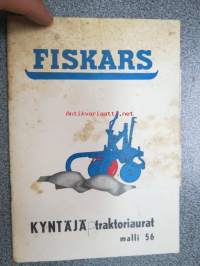 FISKARS
KYNTÄJÄ traktoriaurat
malli 56